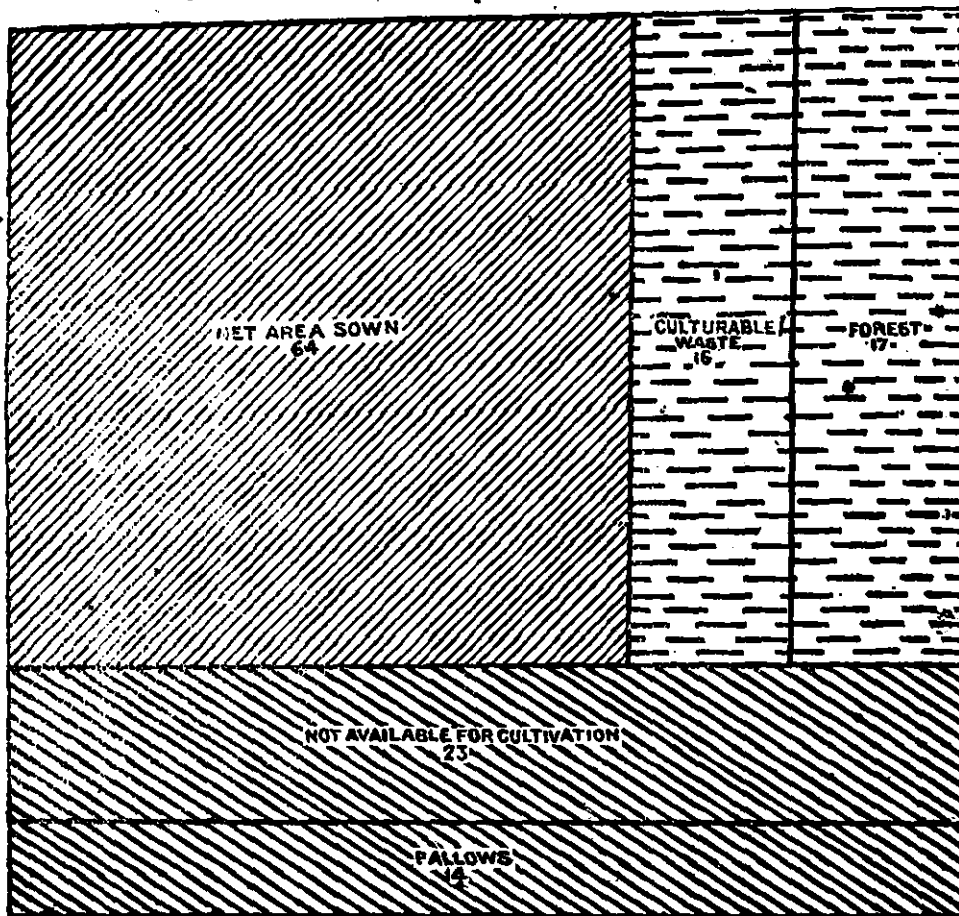 NET AREA SOWN
64
CULTURABLE
WASTE
16
FOREST
17
NOT AVAILABLE FOR CULTIVATION
23
FALLOWS
14